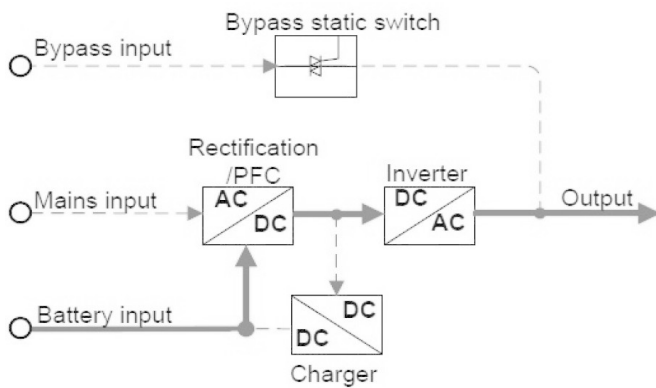 Bypass static switch
Bypass input
Rectification
/PFC
Inverter
Mains input
AC
DC
DC
AC
Output
Battery input
DC
DC
Charger